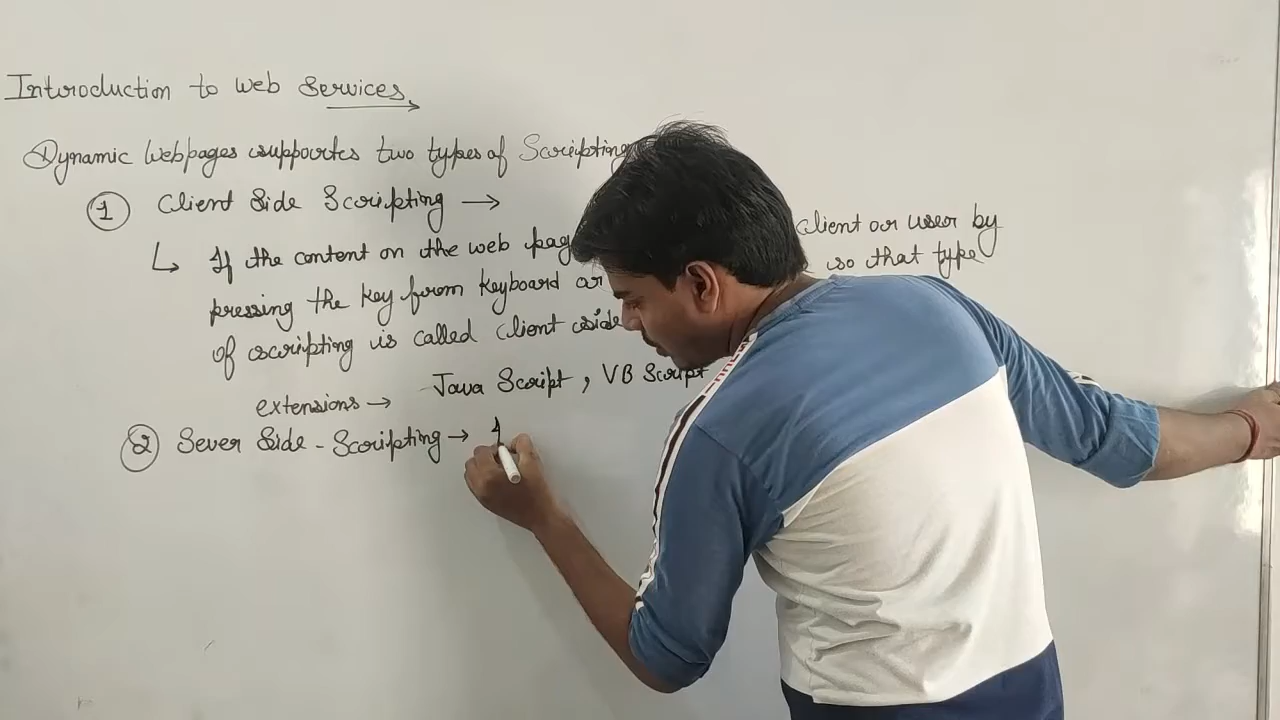 Introduction to web Services
Dynamic Webpages supportes two types of Scripting
1 Client Side Scripting →
↳ If the content on the web pag client or user by
pressing the key from keyboard or so that type
of scripting is called client side
extensions → Java Script, VB Script
2 Sever Side - Scripting →